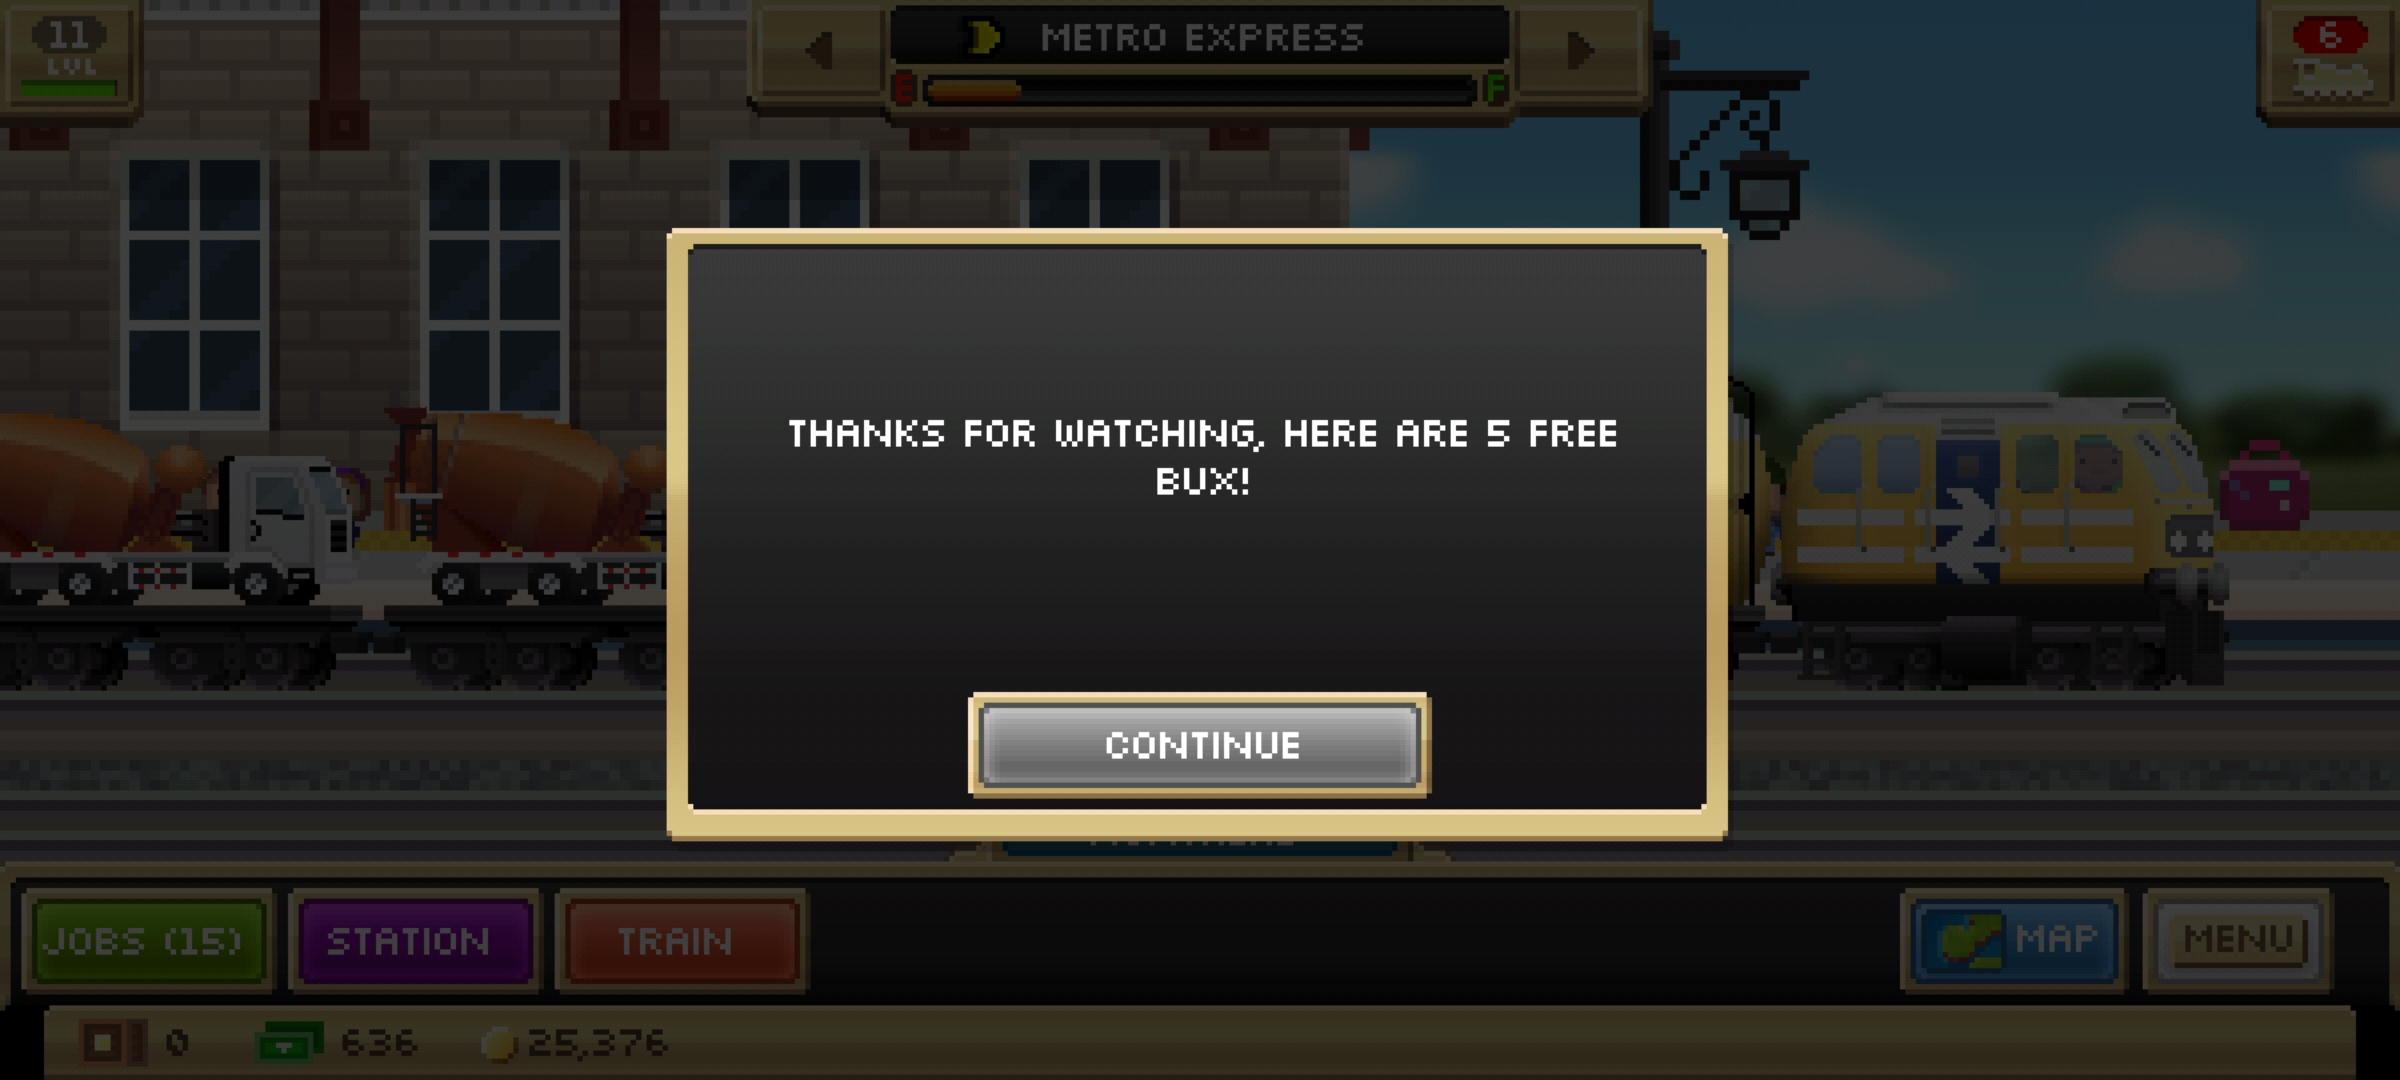 11
LVL
METRO EXPRESS
E
F
6
THANKS FOR WATCHING, HERE ARE 5 FREE
BUX!
CONTINUE
JOBS (15)
STATION
TRAIN
MAP
MENU
0
636
25,376